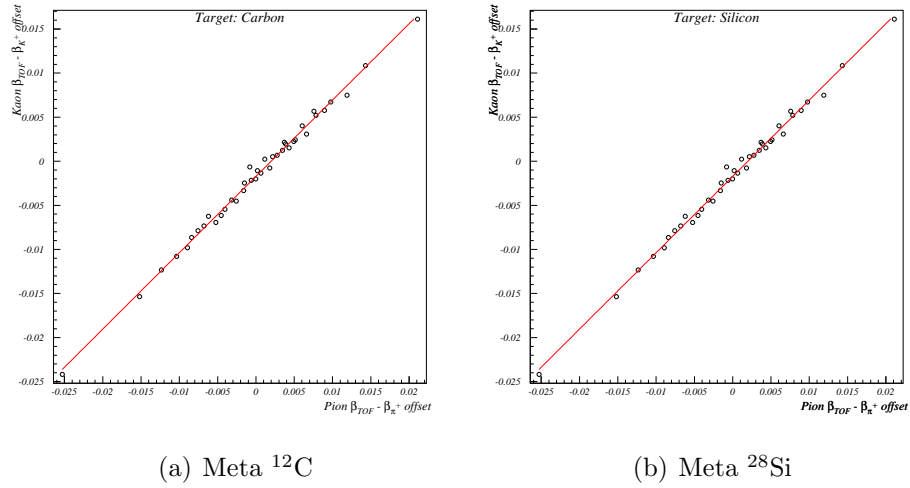 Target: Carbon
Kaon β_TOF - β_K⁺ offset
0.015
0.01
0.005
0
-0.005
-0.01
-0.015
-0.02
-0.025
-0.025 -0.02 -0.015 -0.01 -0.005 0 0.005 0.01 0.015 0.02
Pion β_TOF - β_π⁺ offset
(a) Meta ¹²C
Target: Silicon
Kaon β_TOF - β_K⁺ offset
0.015
0.01
0.005
0
-0.005
-0.01
-0.015
-0.02
-0.025
-0.025 -0.02 -0.015 -0.01 -0.005 0 0.005 0.01 0.015 0.02
Pion β_TOF - β_π⁺ offset
(b) Meta ²⁸Si